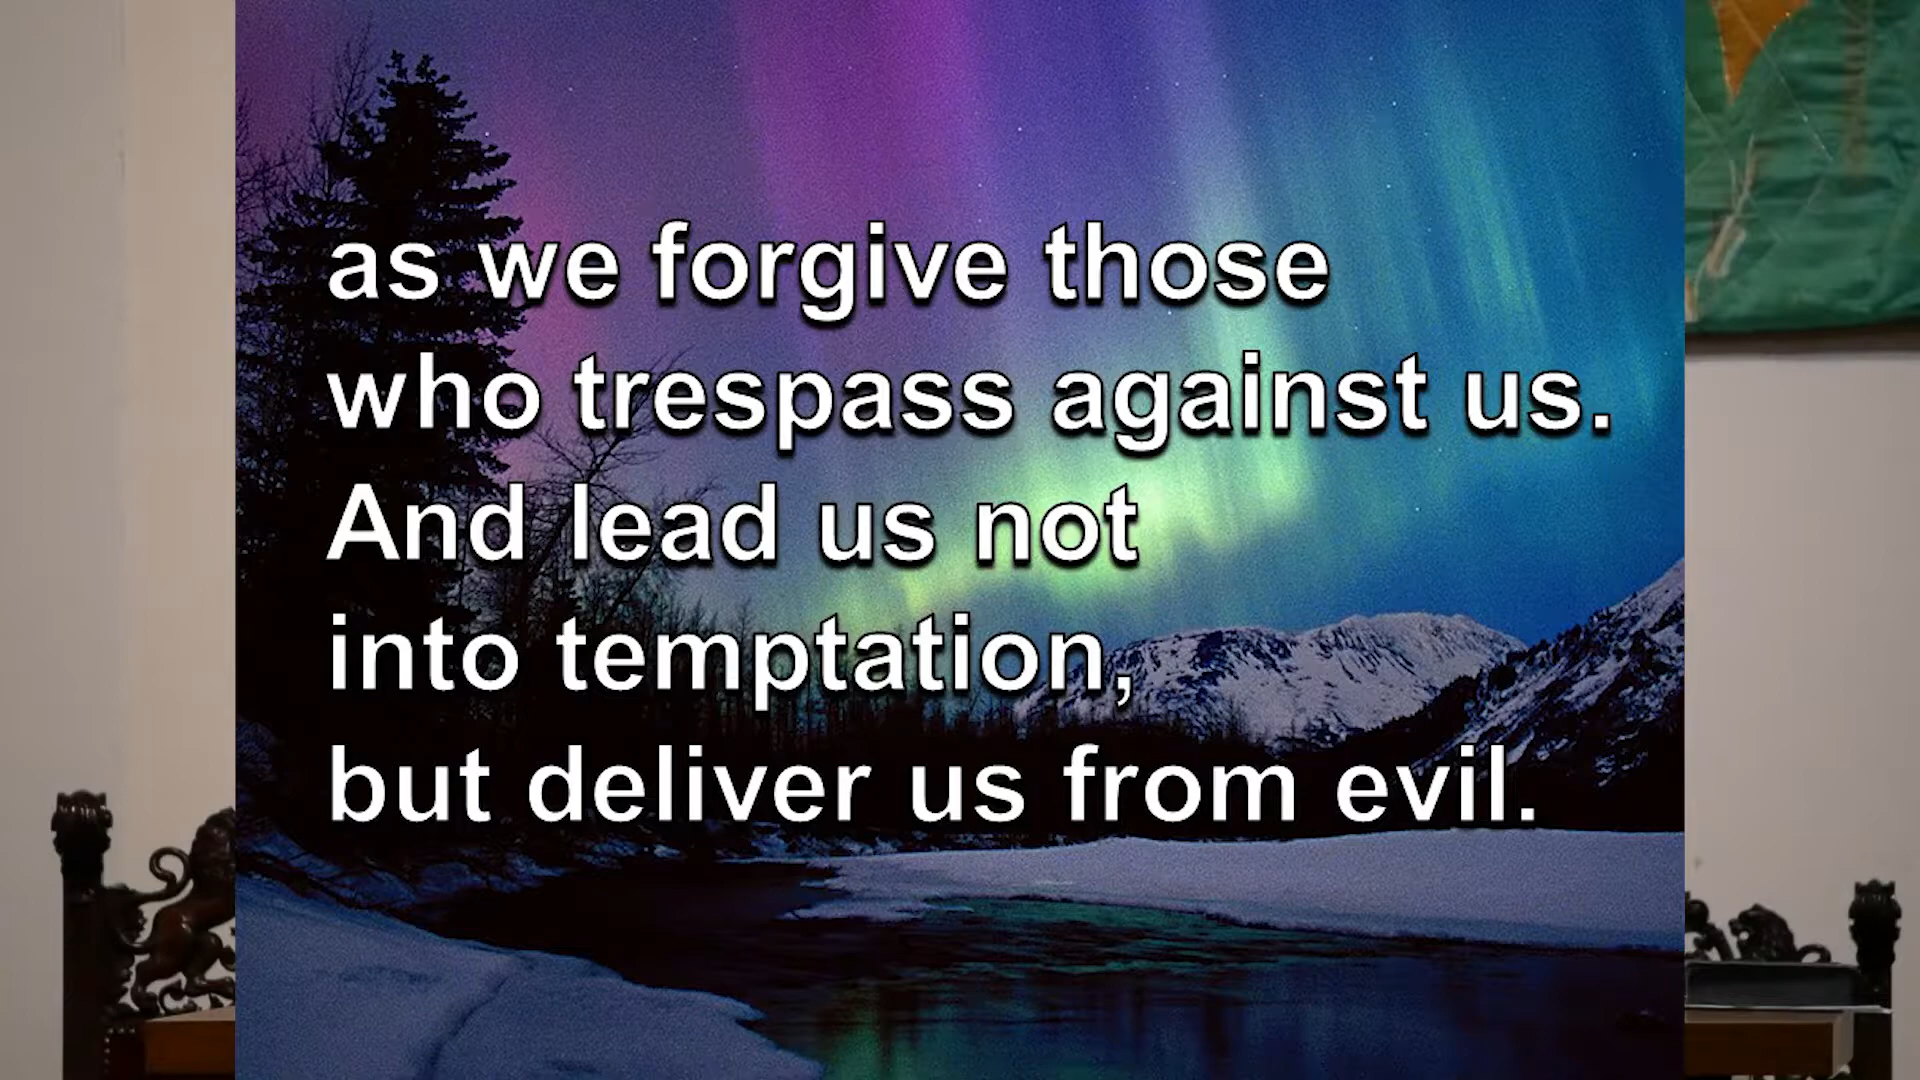 as we forgive those
who trespass against us.
And lead us not
into temptation,
but deliver us from evil.